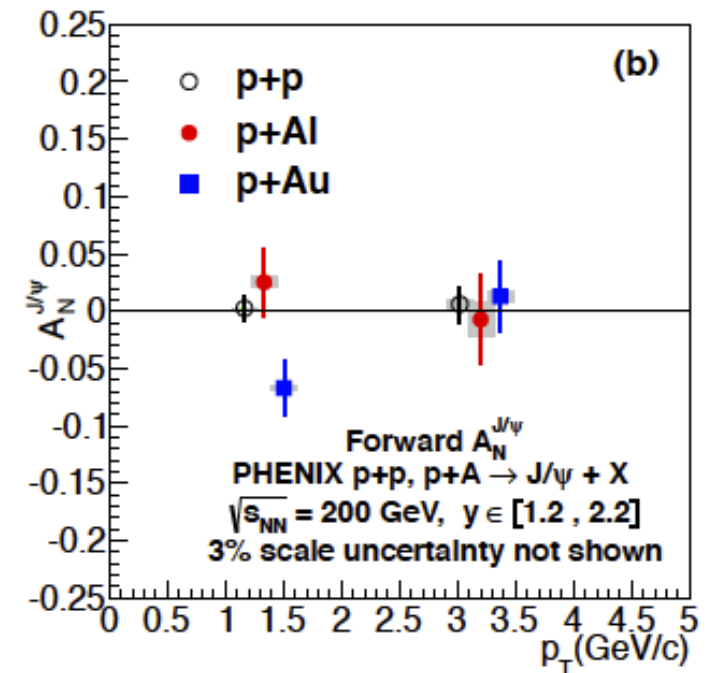 0.25
0.2
0.15
0.1
0.05
0
-0.05
-0.1
-0.15
-0.2
-0.25
A_N^{J/ψ}
(b)
p+p
p+Al
p+Au
Forward A_N^{J/ψ}
PHENIX p+p, p+A → J/ψ + X
√s_{NN} = 200 GeV, y ∈ [1.2 , 2.2]
3% scale uncertainty not shown
0 0.5 1 1.5 2 2.5 3 3.5 4 4.5 5
p_T(GeV/c)